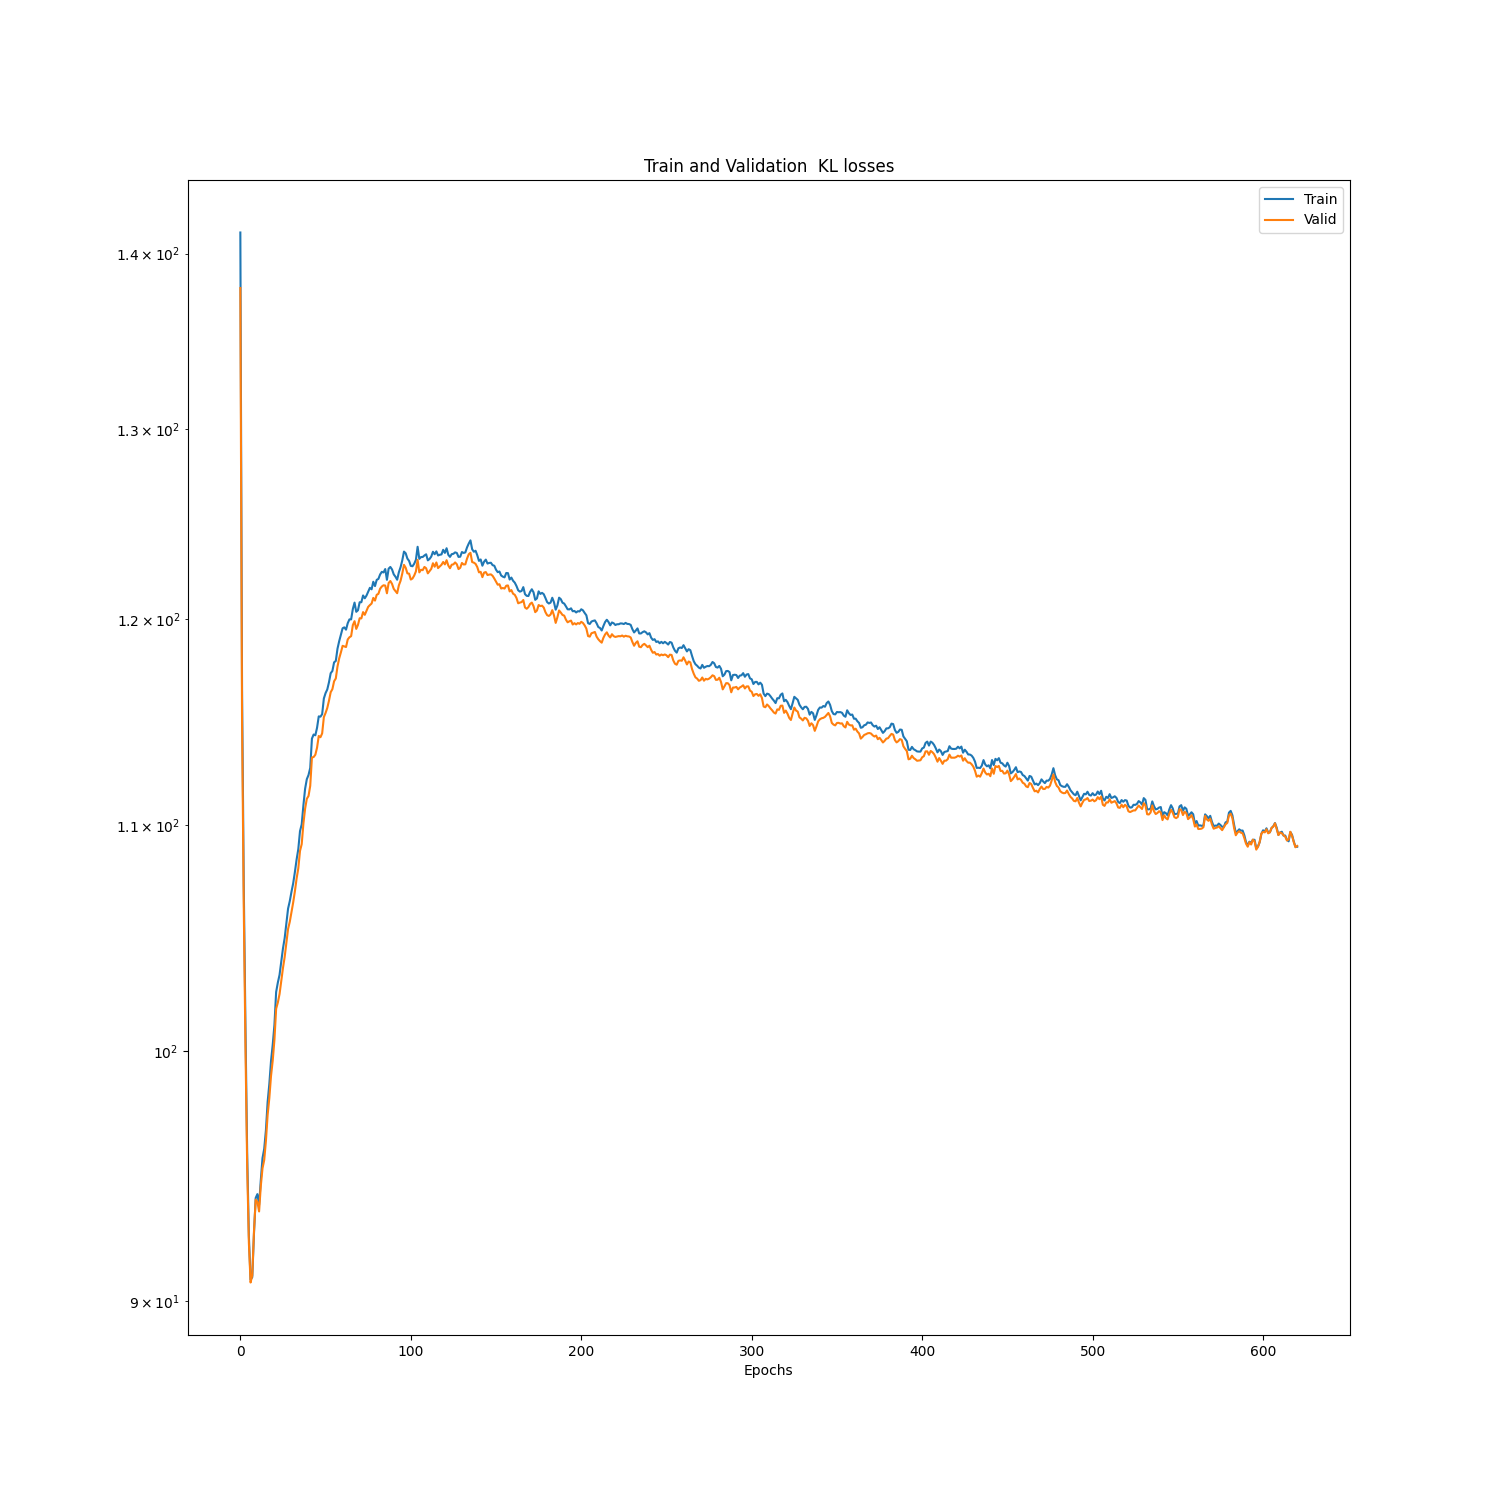 Train and Validation  KL losses
Train
Valid
1.4 × 10²
1.3 × 10²
1.2 × 10²
1.1 × 10²
10²
9 × 10¹
0 100 200 300 400 500 600
Epochs